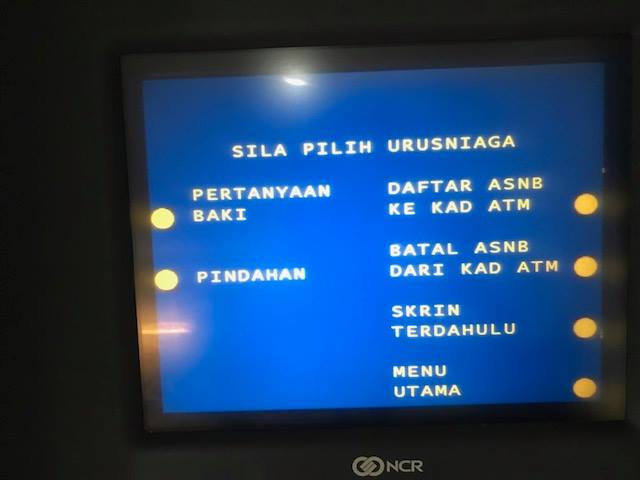 SILA PILIH URUSNIAGA
PERTANYAAN
BAKI
DAFTAR ASNB
KE KAD ATM
PINDAHAN
BATAL ASNB
DARI KAD ATM
SKRIN
TERDAHULU
MENU
UTAMA
NCR